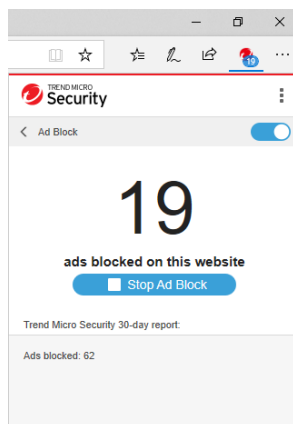 19
TREND MICRO
Security
Ad Block
19
ads blocked on this website
Stop Ad Block
Trend Micro Security 30-day report:
Ads blocked: 62